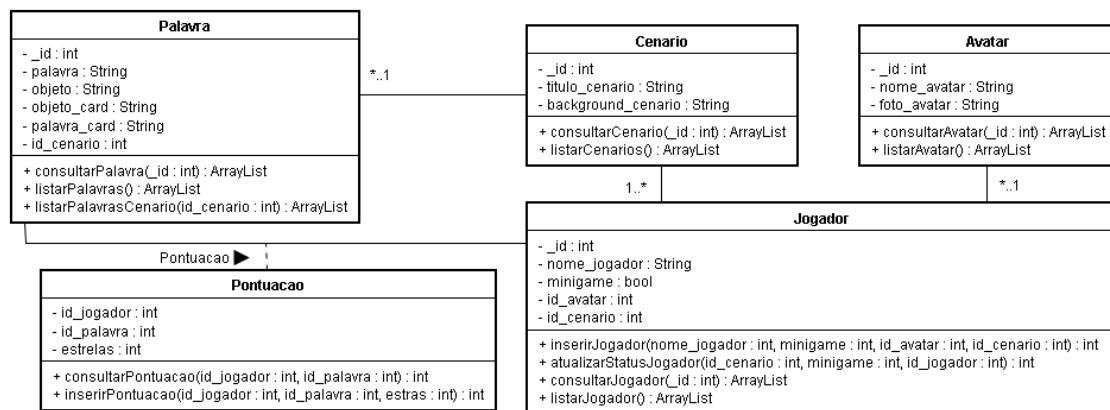 Palavra
- _id : int
- palavra : String
- objeto : String
- objeto_card : String
- palavra_card : String
- id_cenario : int
+ consultarPalavra(_id : int) : ArrayList
+ listarPalavras() : ArrayList
+ listarPalavrasCenario(id_cenario : int) : ArrayList
*..1
Cenario
- _id : int
- titulo_cenario : String
- background_cenario : String
+ consultarCenario(_id : int) : ArrayList
+ listarCenarios() : ArrayList
Avatar
- _id : int
- nome_avatar : String
- foto_avatar : String
+ consultarAvatar(_id : int) : ArrayList
+ listarAvatar() : ArrayList
1..*
*..1
Pontuacao
Pontuacao
- id_jogador : int
- id_palavra : int
- estrelas : int
+ consultarPontuacao(id_jogador : int, id_palavra : int) : int
+ inserirPontuacao(id_jogador : int, id_palavra : int, estras : int) : int
Jogador
- _id : int
- nome_jogador : String
- minigame : bool
- id_avatar : int
- id_cenario : int
+ inserirJogador(nome_jogador : int, minigame : int, id_avatar : int, id_cenario : int) : int
+ atualizarStatusJogador(id_cenario : int, minigame : int, id_jogador : int) : int
+ consultarJogador(_id : int) : ArrayList
+ listarJogador() : ArrayList